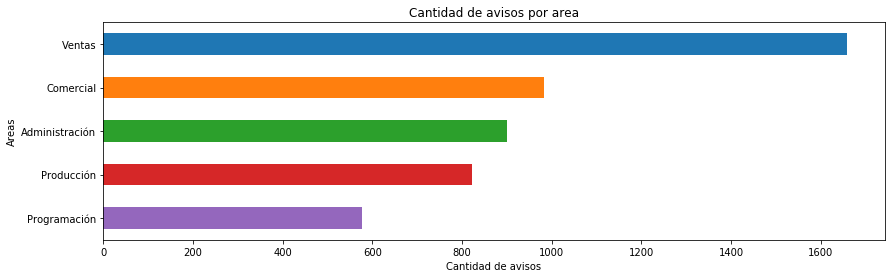 Cantidad de avisos por area
Areas
Ventas
Comercial
Administración
Producción
Programación
0 200 400 600 800 1000 1200 1400 1600
Cantidad de avisos